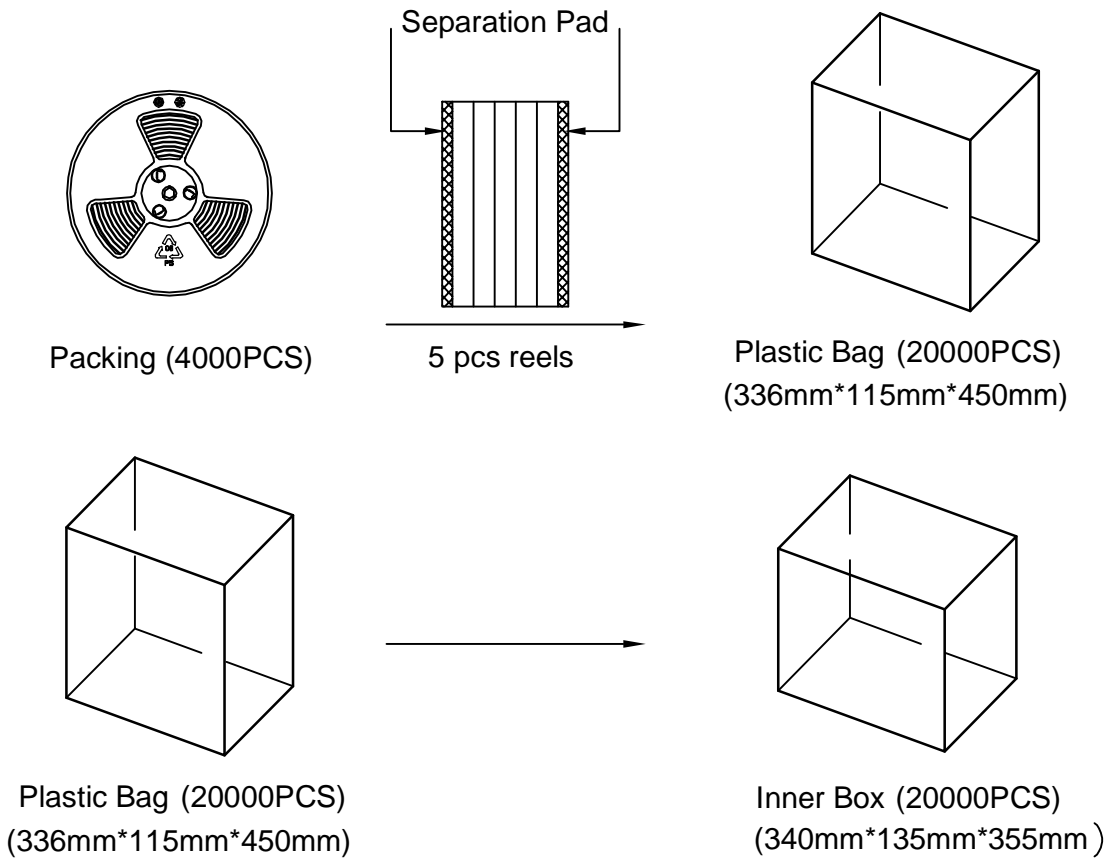 Separation Pad
Packing (4000PCS)
5 pcs reels
Plastic Bag (20000PCS)
(336mm*115mm*450mm)
Plastic Bag (20000PCS)
(336mm*115mm*450mm)
Inner Box (20000PCS)
(340mm*135mm*355mm）